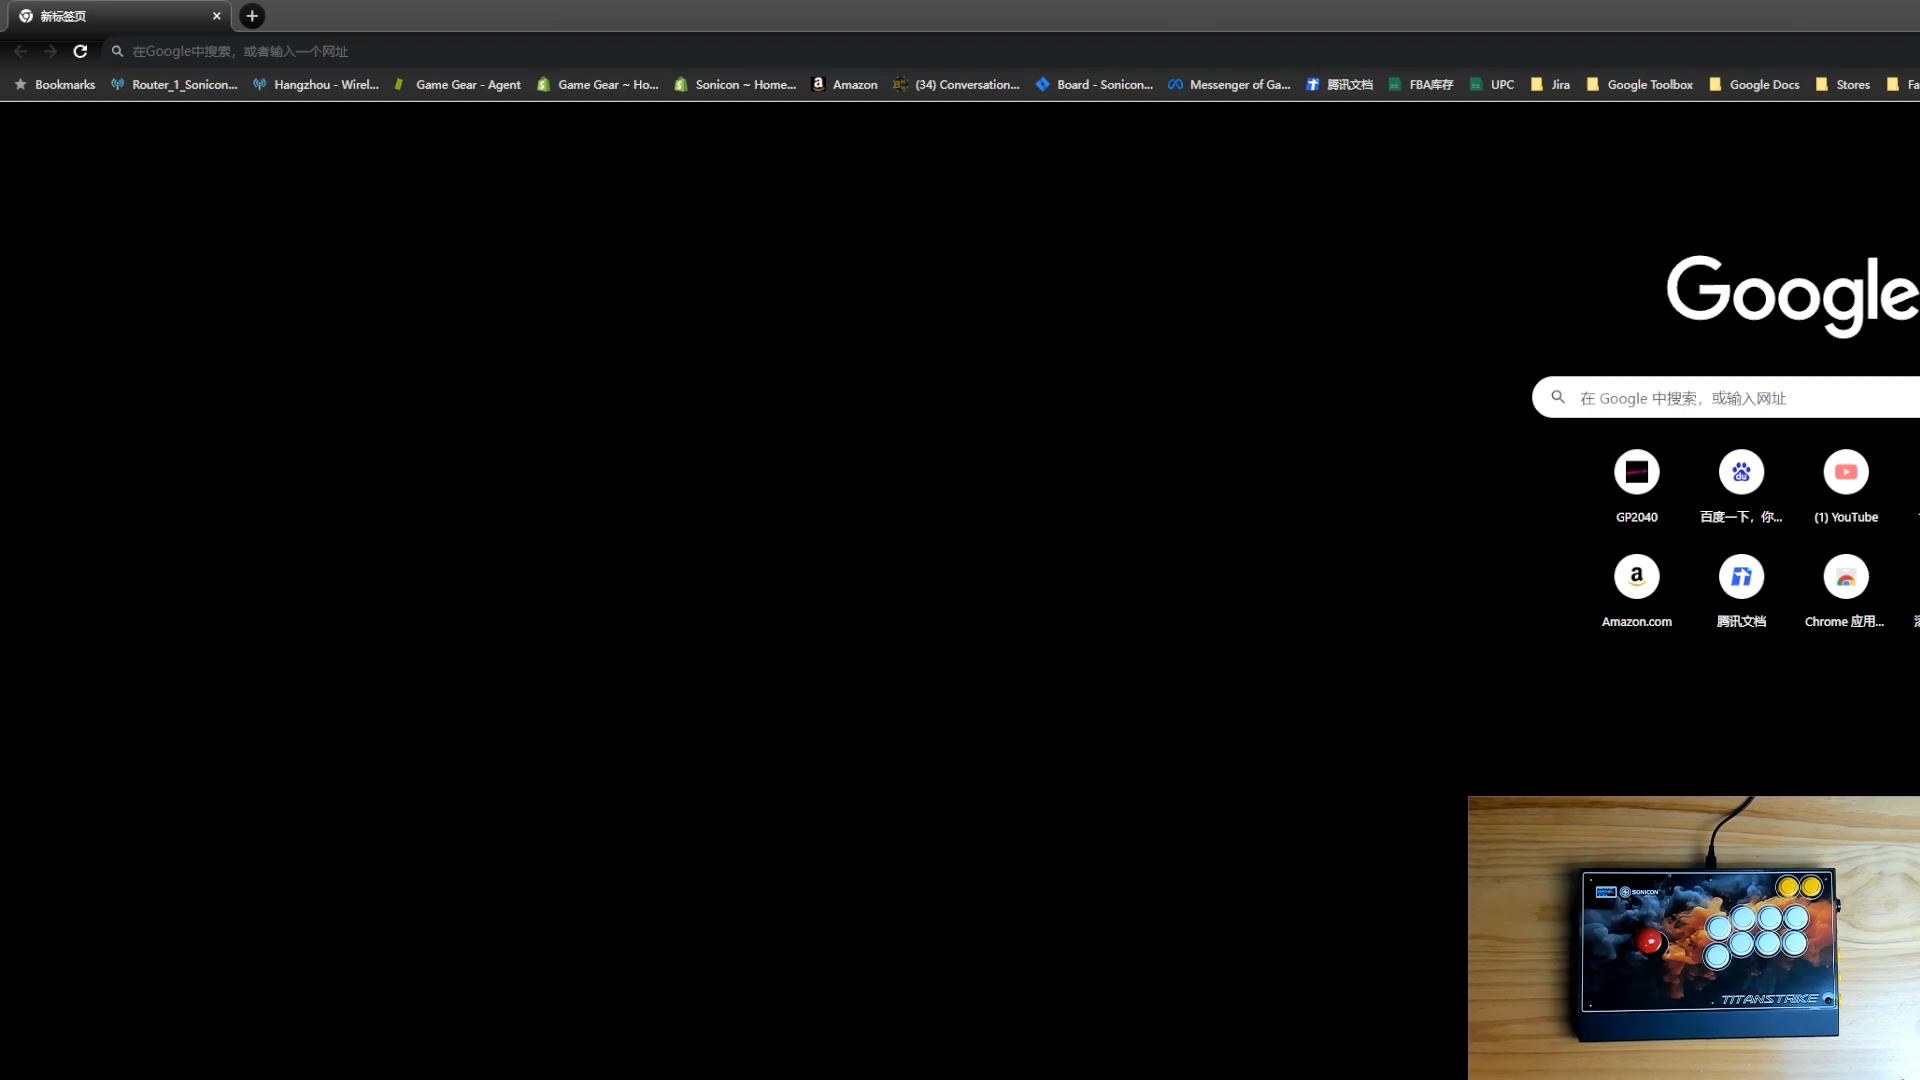 新标签页
在Google中搜索，或者输入一个网址
Bookmarks Router_1_Sonicon... Hangzhou - Wirel... Game Gear - Agent Game Gear ~ Ho... Sonicon ~ Home... Amazon (34) Conversation... Board - Sonicon... Messenger of Ga... 腾讯文档 FBA库存 UPC Jira Google Toolbox Google Docs Stores Fa
Google
在 Google 中搜索，或输入网址
GP2040 百度一下，你... (1) YouTube
Amazon.com 腾讯文档 Chrome 应用...
SONICON
TITANSTRIKE